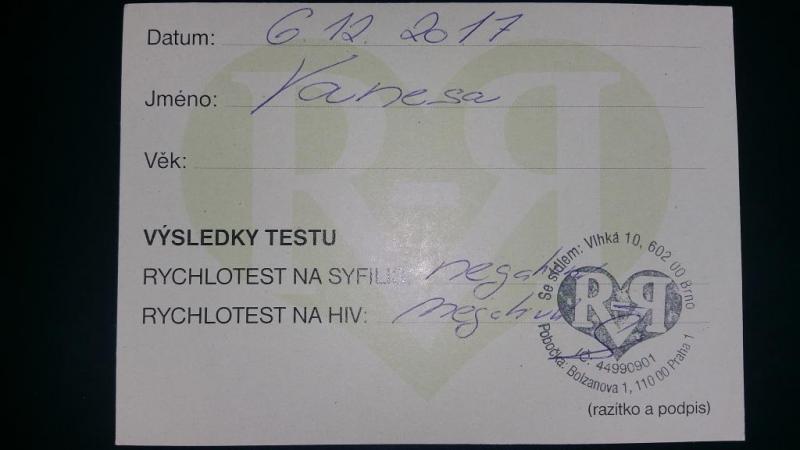 Datum: 6. 12. 2017
Jméno: Vanesa
Věk:
VÝSLEDKY TESTU
RYCHLOTEST NA SYFILIS: negativní
RYCHLOTEST NA HIV: negativní
Se sídlem: Vlhká 10, 602 00 Brno
R-R
IČ: 44990901
Pobočka: Bolzanova 1, 110 00 Praha 1
(razítko a podpis)